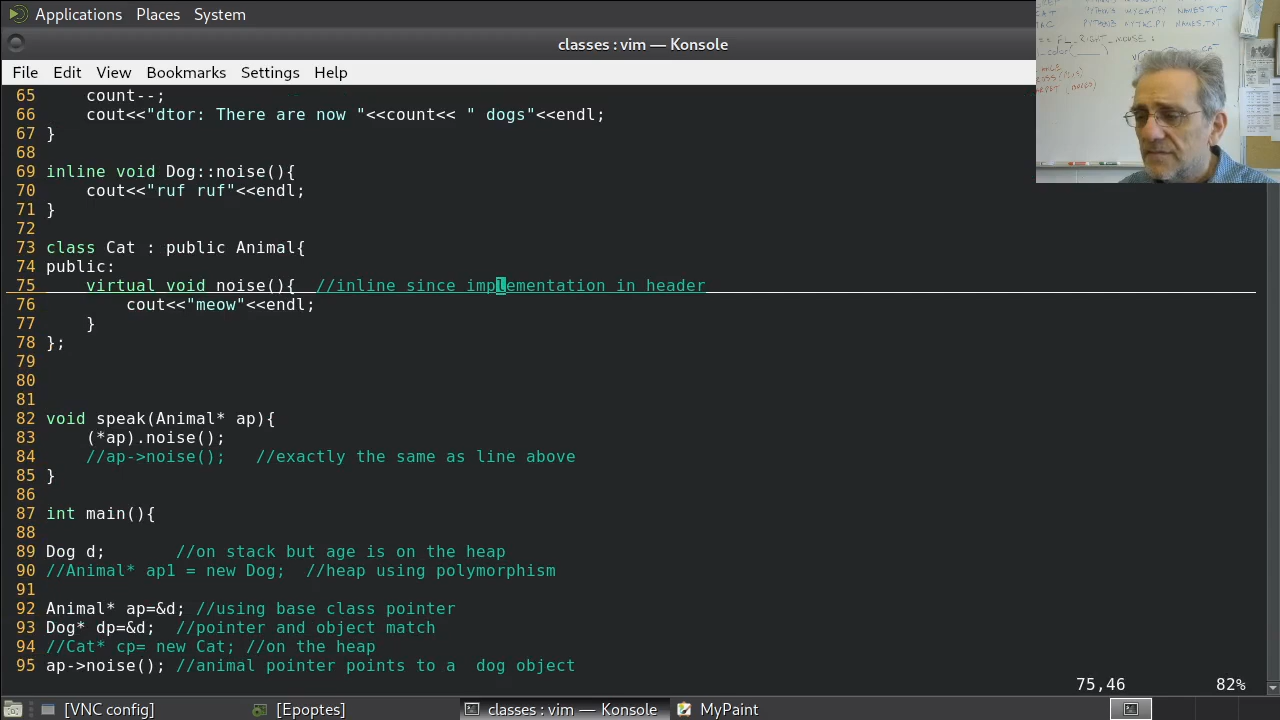 Applications Places System
classes : vim — Konsole
File Edit View Bookmarks Settings Help
65     count--;
66     cout<<"dtor: There are now "<<count<< " dogs"<<endl;
67 }
68
69 inline void Dog::noise(){
70     cout<<"ruf ruf"<<endl;
71 }
72
73 class Cat : public Animal{
74 public:
75     virtual void noise(){  //inline since implementation in header
76         cout<<"meow"<<endl;
77     }
78 };
79
80
81
82 void speak(Animal* ap){
83     (*ap).noise();
84     //ap->noise();   //exactly the same as line above
85 }
86
87 int main(){
88
89 Dog d;       //on stack but age is on the heap
90 //Animal* ap1 = new Dog;  //heap using polymorphism
91
92 Animal* ap=&d; //using base class pointer
93 Dog* dp=&d;  //pointer and object match
94 //Cat* cp= new Cat; //on the heap
95 ap->noise(); //animal pointer points to a  dog object
75,46 82%
[VNC config] [Epoptes] classes : vim — Konsole MyPaint